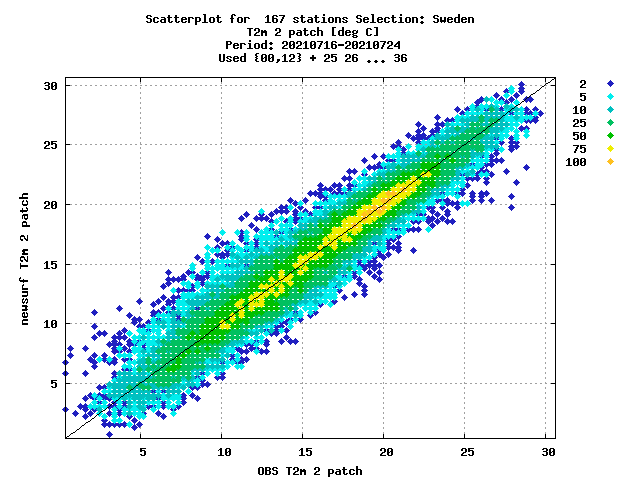 Scatterplot for  167 stations Selection: Sweden
T2m 2 patch [deg C]
Period: 20210716-20210724
Used {00,12} + 25 26 ... 36
30
25
20
15
10
5
newsurf T2m 2 patch
5 10 15 20 25 30
OBS T2m 2 patch
2
5
10
25
50
75
100